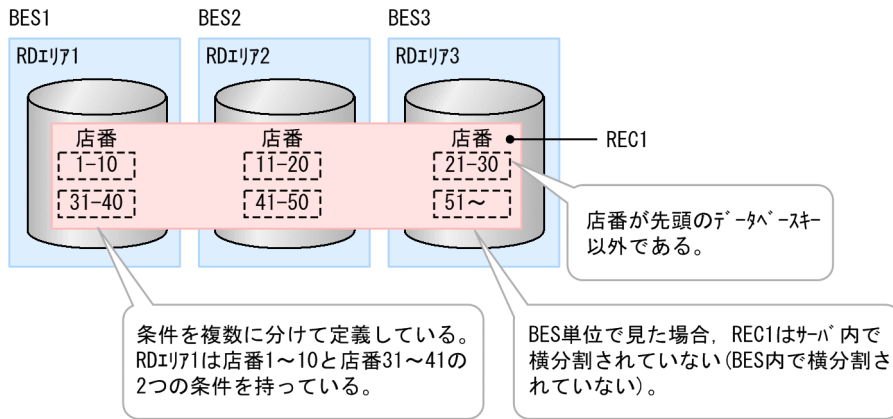 BES1
BES2
BES3
RDｴﾘｱ1
RDｴﾘｱ2
RDｴﾘｱ3
店番
店番
店番
REC1
1-10
11-20
21-30
31-40
41-50
51～
店番が先頭のﾃﾞｰﾀﾍﾞｰｽｷｰ
以外である。
条件を複数に分けて定義している。
RDｴﾘｱ1は店番1～10と店番31～41の
2つの条件を持っている。
BES単位で見た場合，REC1はｻｰﾊﾞ内で
横分割されていない(BES内で横分割さ
れていない)。